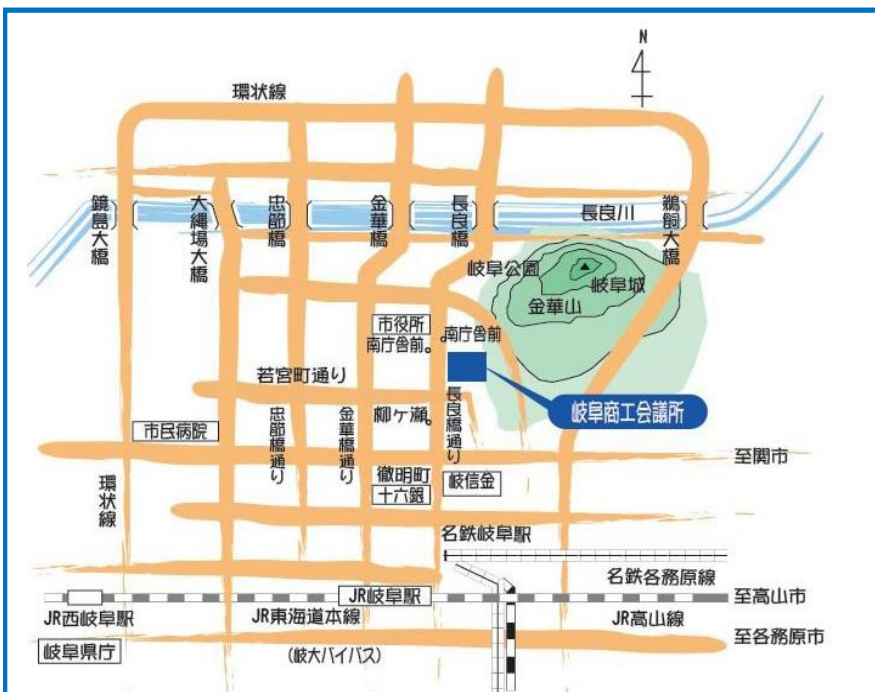 N
環状線
鏡島大橋
大縄場大橋
忠節橋
金華橋
長良橋
長良川
鵜飼大橋
岐阜公園
岐阜城
金華山
市役所
南庁舎前
南庁舎前
若宮町通り
長良橋通り
岐阜商工会議所
柳ヶ瀬
市民病院
忠節橋通り
金華橋通り
至関市
徹明町
十六銀
岐信金
環状線
名鉄岐阜駅
名鉄各務原線
JR岐阜駅
至高山市
JR西岐阜駅
JR東海道本線
JR高山線
岐阜県庁
(岐大バイパス)
至各務原市